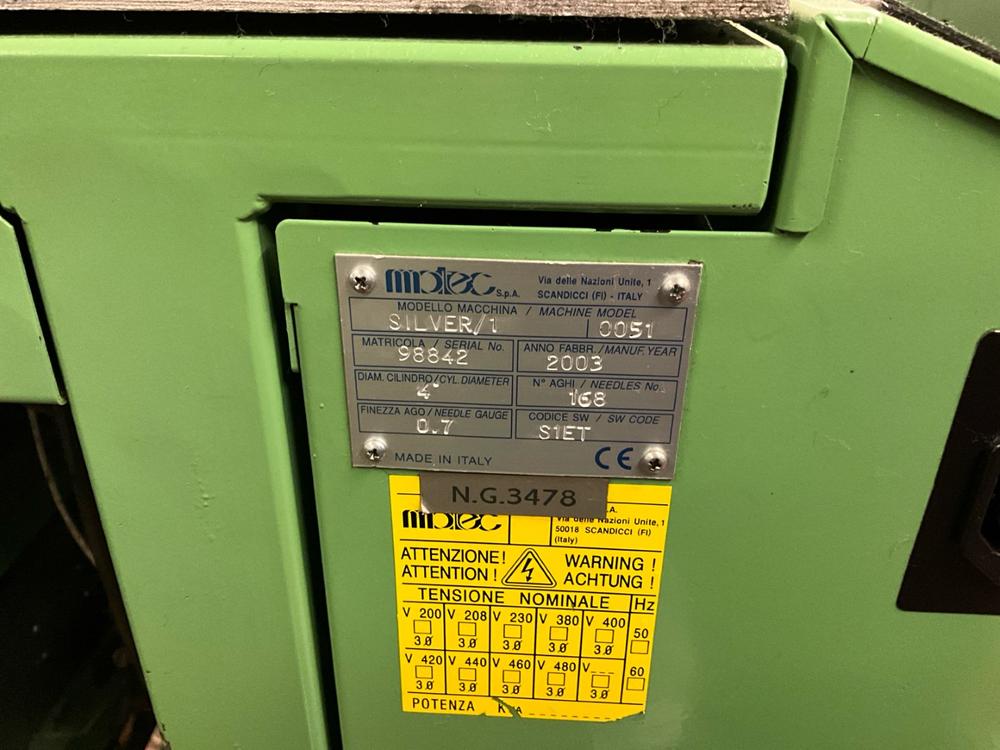 matec S.p.A. Via delle Nazioni Unite, 1
SCANDICCI (FI) - ITALY
MODELLO MACCHINA / MACHINE MODEL
SILVER/1 0051
MATRICOLA / SERIAL No. ANNO FABBR./MANUF. YEAR
98842 2003
DIAM. CILINDRO/CYL. DIAMETER N° AGHI / NEEDLES No.
4" 168
FINEZZA AGO / NEEDLE GAUGE CODICE SW / SW CODE
0.7 S1ET
MADE IN ITALY CE
N.G.3478
matec Via delle Nazioni Unite, 1
50018 SCANDICCI (FI)
(Italy)
ATTENZIONE! WARNING !
ATTENTION ! ACHTUNG !
TENSIONE NOMINALE Hz
V 200 V 208 V 230 V 380 V 400 50
3Ø 3Ø 3Ø 3Ø 3Ø
V 420 V 440 V 460 V 480 V--- 60
3Ø 3Ø 3Ø 3Ø 3Ø
POTENZA KVA